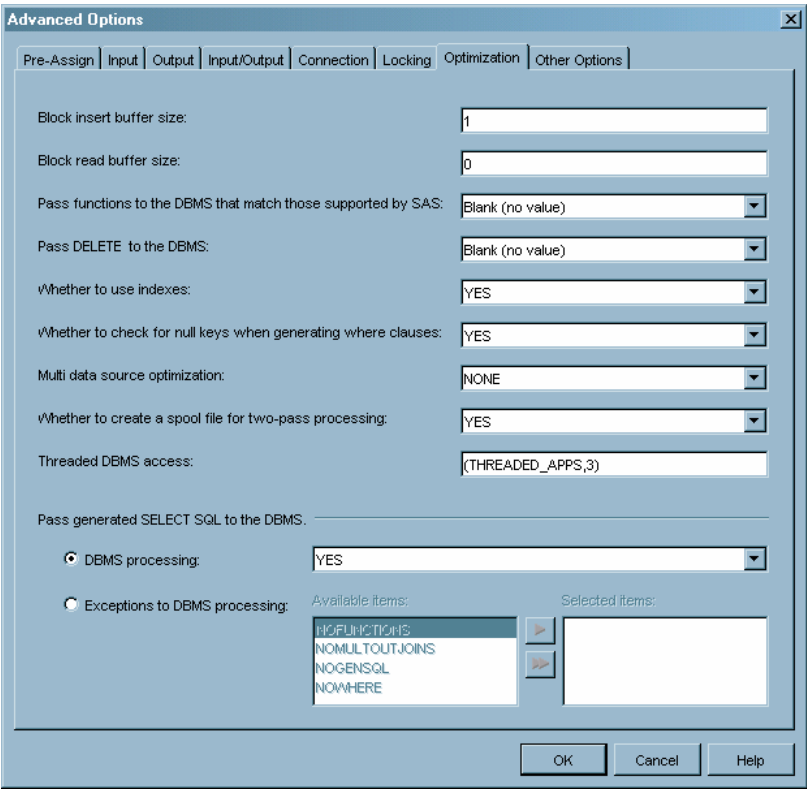 Advanced Options
Pre-Assign Input Output Input/Output Connection Locking Optimization Other Options
Block insert buffer size: 1
Block read buffer size: 0
Pass functions to the DBMS that match those supported by SAS: Blank (no value)
Pass DELETE to the DBMS: Blank (no value)
Whether to use indexes: YES
Whether to check for null keys when generating where clauses: YES
Multi data source optimization: NONE
Whether to create a spool file for two-pass processing: YES
Threaded DBMS access: (THREADED_APPS,3)
Pass generated SELECT SQL to the DBMS.
DBMS processing: YES
Exceptions to DBMS processing: Available items: Selected items:
NOFUNCTIONS
NOMULTOUTJOINS
NOGENSQL
NOWHERE
OK Cancel Help